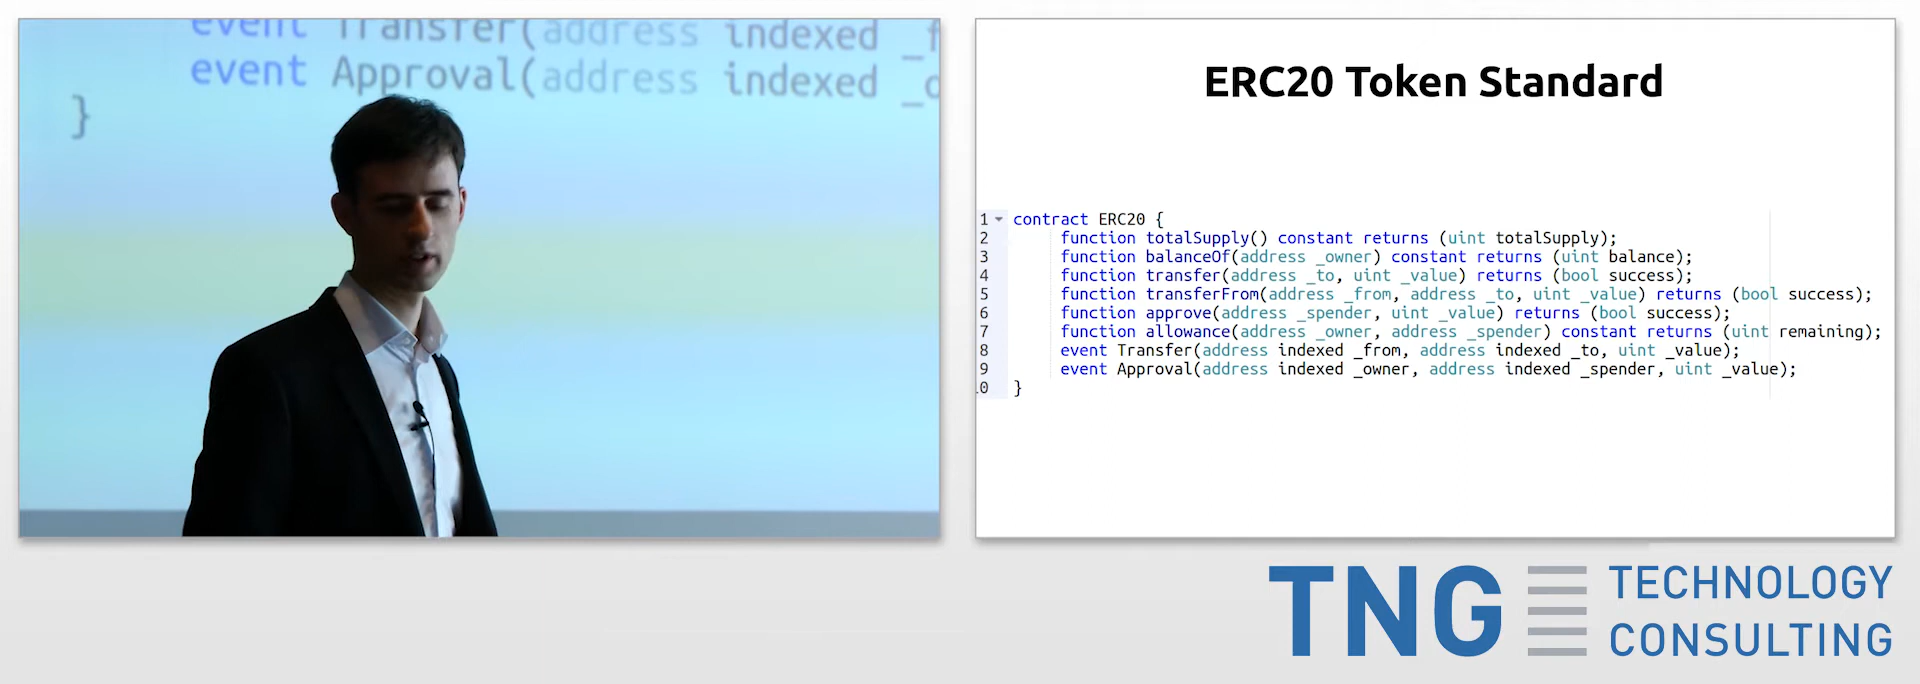 event Transfer(address indexed _f
event Approval(address indexed _o
}
ERC20 Token Standard
1 contract ERC20 {
2 function totalSupply() constant returns (uint totalSupply);
3 function balanceOf(address _owner) constant returns (uint balance);
4 function transfer(address _to, uint _value) returns (bool success);
5 function transferFrom(address _from, address _to, uint _value) returns (bool success);
6 function approve(address _spender, uint _value) returns (bool success);
7 function allowance(address _owner, address _spender) constant returns (uint remaining);
8 event Transfer(address indexed _from, address indexed _to, uint _value);
9 event Approval(address indexed _owner, address indexed _spender, uint _value);
10 }
TNG TECHNOLOGY
CONSULTING